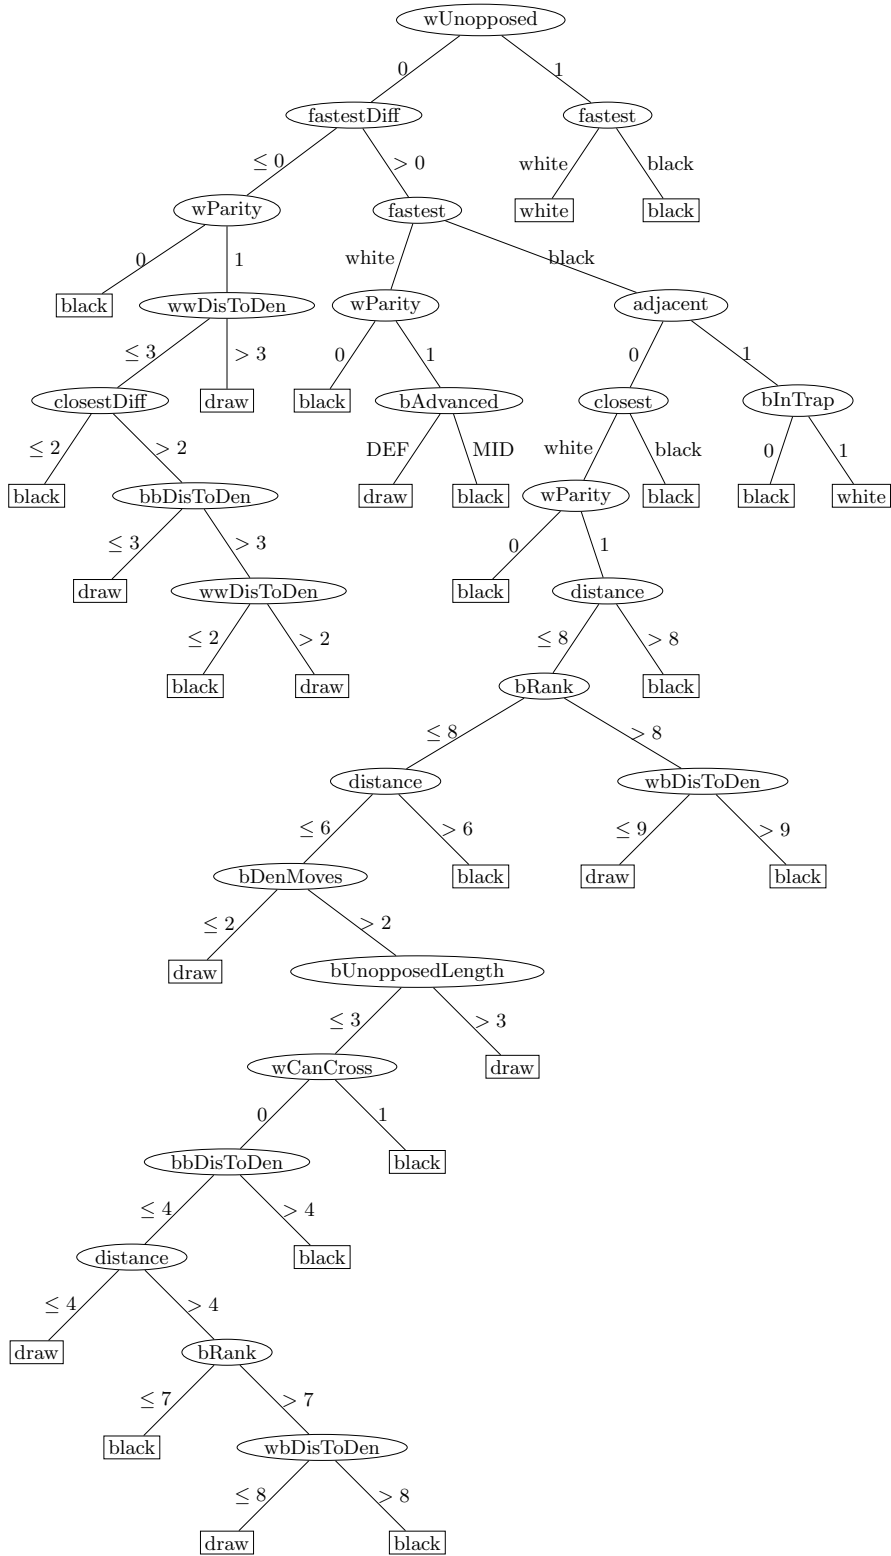 wUnopposed
0 1
fastestDiff fastest
≤ 0 > 0 white black
wParity fastest white black
0 1 white black
black wwDisToDen wParity adjacent
≤ 3 > 3 0 1 0 1
closestDiff draw black bAdvanced closest bInTrap
≤ 2 > 2 DEF MID white black 0 1
black bbDisToDen draw black wParity black black white
≤ 3 > 3 0 1
draw wwDisToDen black distance
≤ 2 > 2 ≤ 8 > 8
black draw bRank black
≤ 8 > 8
distance wbDisToDen
≤ 6 > 6 ≤ 9 > 9
bDenMoves black draw black
≤ 2 > 2
draw bUnopposedLength
≤ 3 > 3
wCanCross draw
0 1
bbDisToDen black
≤ 4 > 4
distance black
≤ 4 > 4
draw bRank
≤ 7 > 7
black wbDisToDen
≤ 8 > 8
draw black